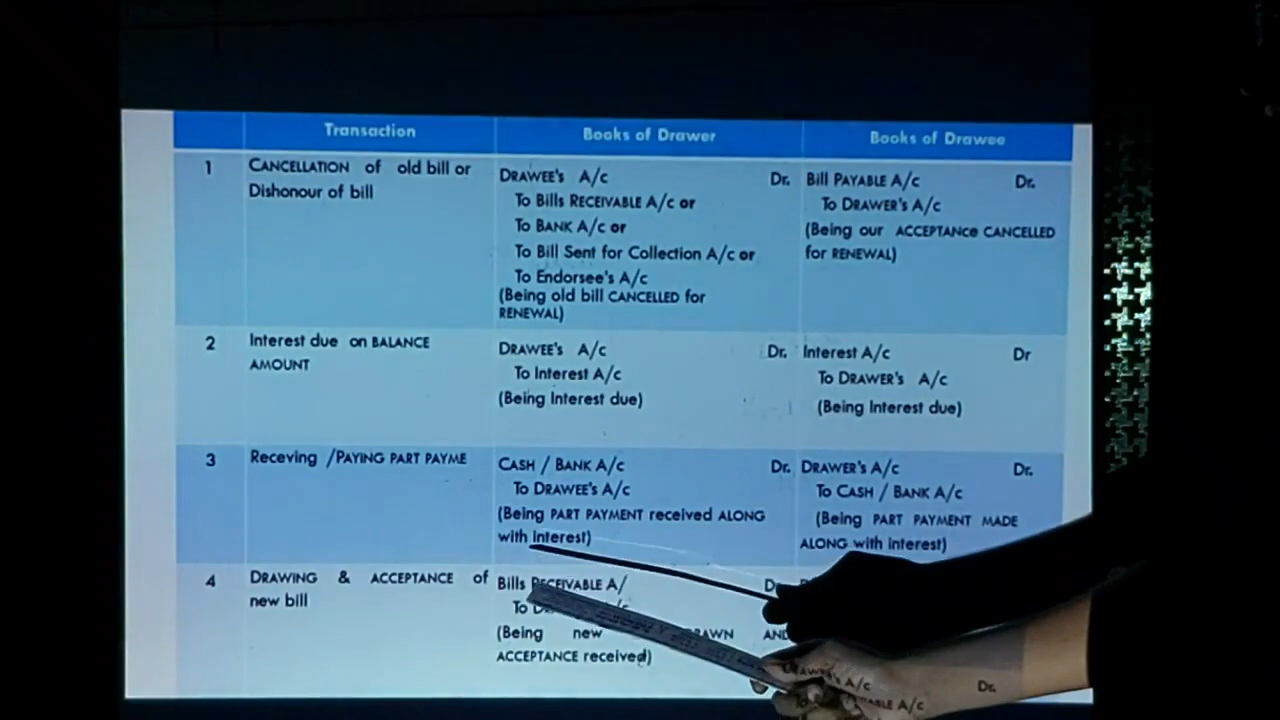 Transaction
Books of Drawer
Books of Drawee
1
CANCELLATION of old bill or
Dishonour of bill
DRAWEE's A/c Dr.
To Bills RECEIVABLE A/c or
To BANK A/c or
To Bill Sent for Collection A/c or
To Endorsee's A/c
(Being old bill CANCELLED for
RENEWAL)
Bill PAYABLE A/c Dr.
To DRAWER's A/c
(Being our ACCEPTANCE CANCELLED
for RENEWAL)
2
Interest due on BALANCE
AMOUNT
DRAWEE's A/c Dr.
To Interest A/c
(Being Interest due)
Interest A/c Dr
To DRAWER's A/c
(Being Interest due)
3
Receving /PAYING PART PAYME
CASH / BANK A/c Dr.
To DRAWEE's A/c
(Being PART PAYMENT received ALONG
with interest)
DRAWER's A/c Dr.
To CASH / BANK A/c
(Being PART PAYMENT MADE
ALONG with interest)
4
DRAWING & ACCEPTANCE of
new bill
Bills RECEIVABLE A/
To
(Being new AND
ACCEPTANCE received)
DRAWER's A/c Dr.
A/c